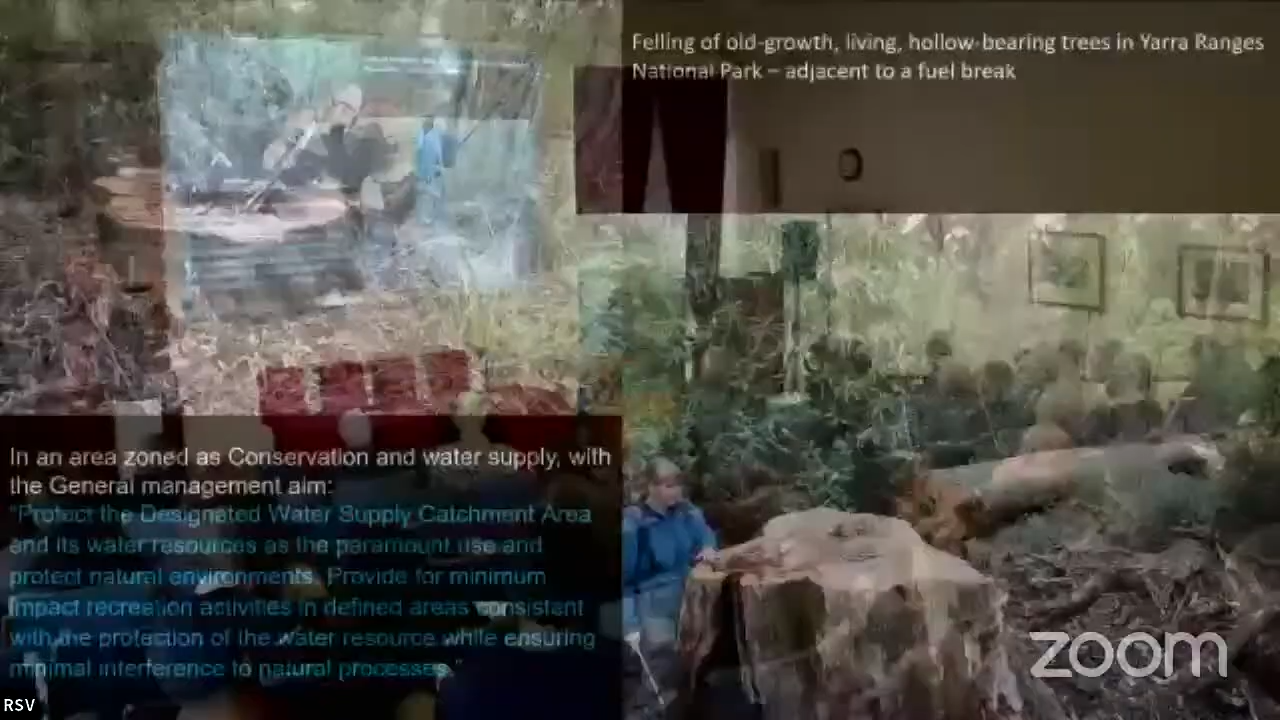 Felling of old-growth, living, hollow-bearing trees in Yarra Ranges
National Park – adjacent to a fuel break
In an area zoned as Conservation and water supply, with
the General management aim:
"Protect the Designated Water Supply Catchment Area
and its water resources as the paramount use and
protect natural environments. Provide for minimum
impact recreation activities in defined areas consistent
with the protection of the water resource while ensuring
minimal interference to natural processes."
zoom
RSV